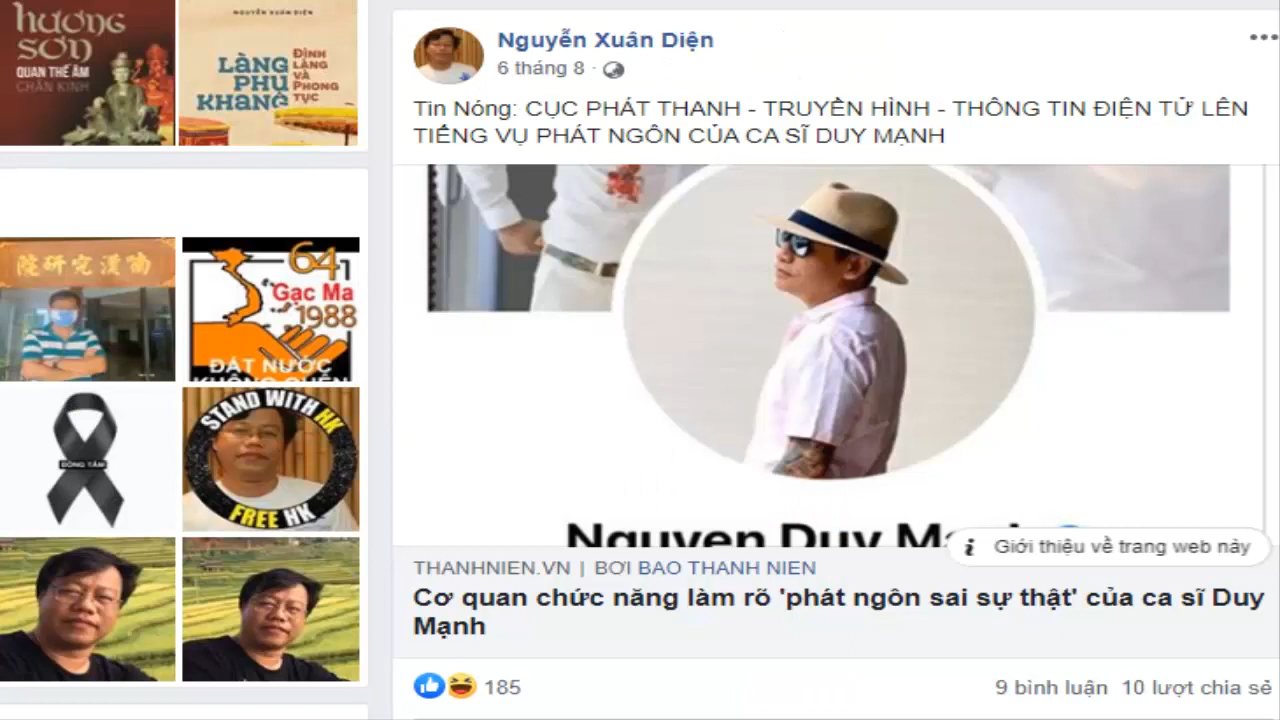 hương
sơn
QUAN THẾ ÂM
CHÂN KINH
NGUYỄN XUÂN DIỆN
LÀNG
PHÚ
KHANG
ĐÌNH
LÀNG
VÀ
PHONG
TỤC
院研究漢喃
64
Gạc Ma
1988
ĐẤT NƯỚC
KHÔNG QUÊN
ĐỒNG TÂM
STAND WITH HK
FREE HK
Nguyễn Xuân Diện
6 tháng 8 ·
Tin Nóng: CỤC PHÁT THANH - TRUYỀN HÌNH - THÔNG TIN ĐIỆN TỬ LÊN
TIẾNG VỤ PHÁT NGÔN CỦA CA SĨ DUY MẠNH
Nguyen Duy
Giới thiệu về trang web này
THANHNIEN.VN | BỞI BAO THANH NIEN
Cơ quan chức năng làm rõ 'phát ngôn sai sự thật' của ca sĩ Duy
Mạnh
185
9 bình luận 10 lượt chia sẻ